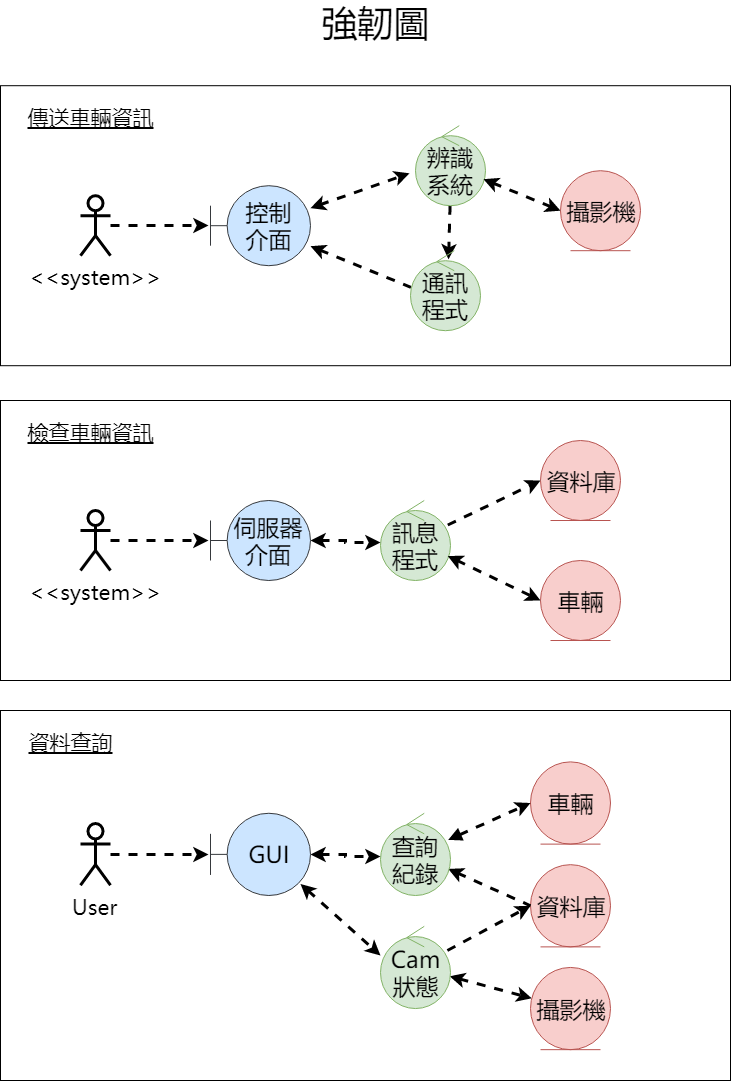 強韌圖
傳送車輛資訊
辨識
系統
控制
介面
攝影機
<<system>>
通訊
程式
檢查車輛資訊
資料庫
伺服器
介面
訊息
程式
<<system>>
車輛
資料查詢
車輛
GUI
查詢
紀錄
User
資料庫
Cam
狀態
攝影機